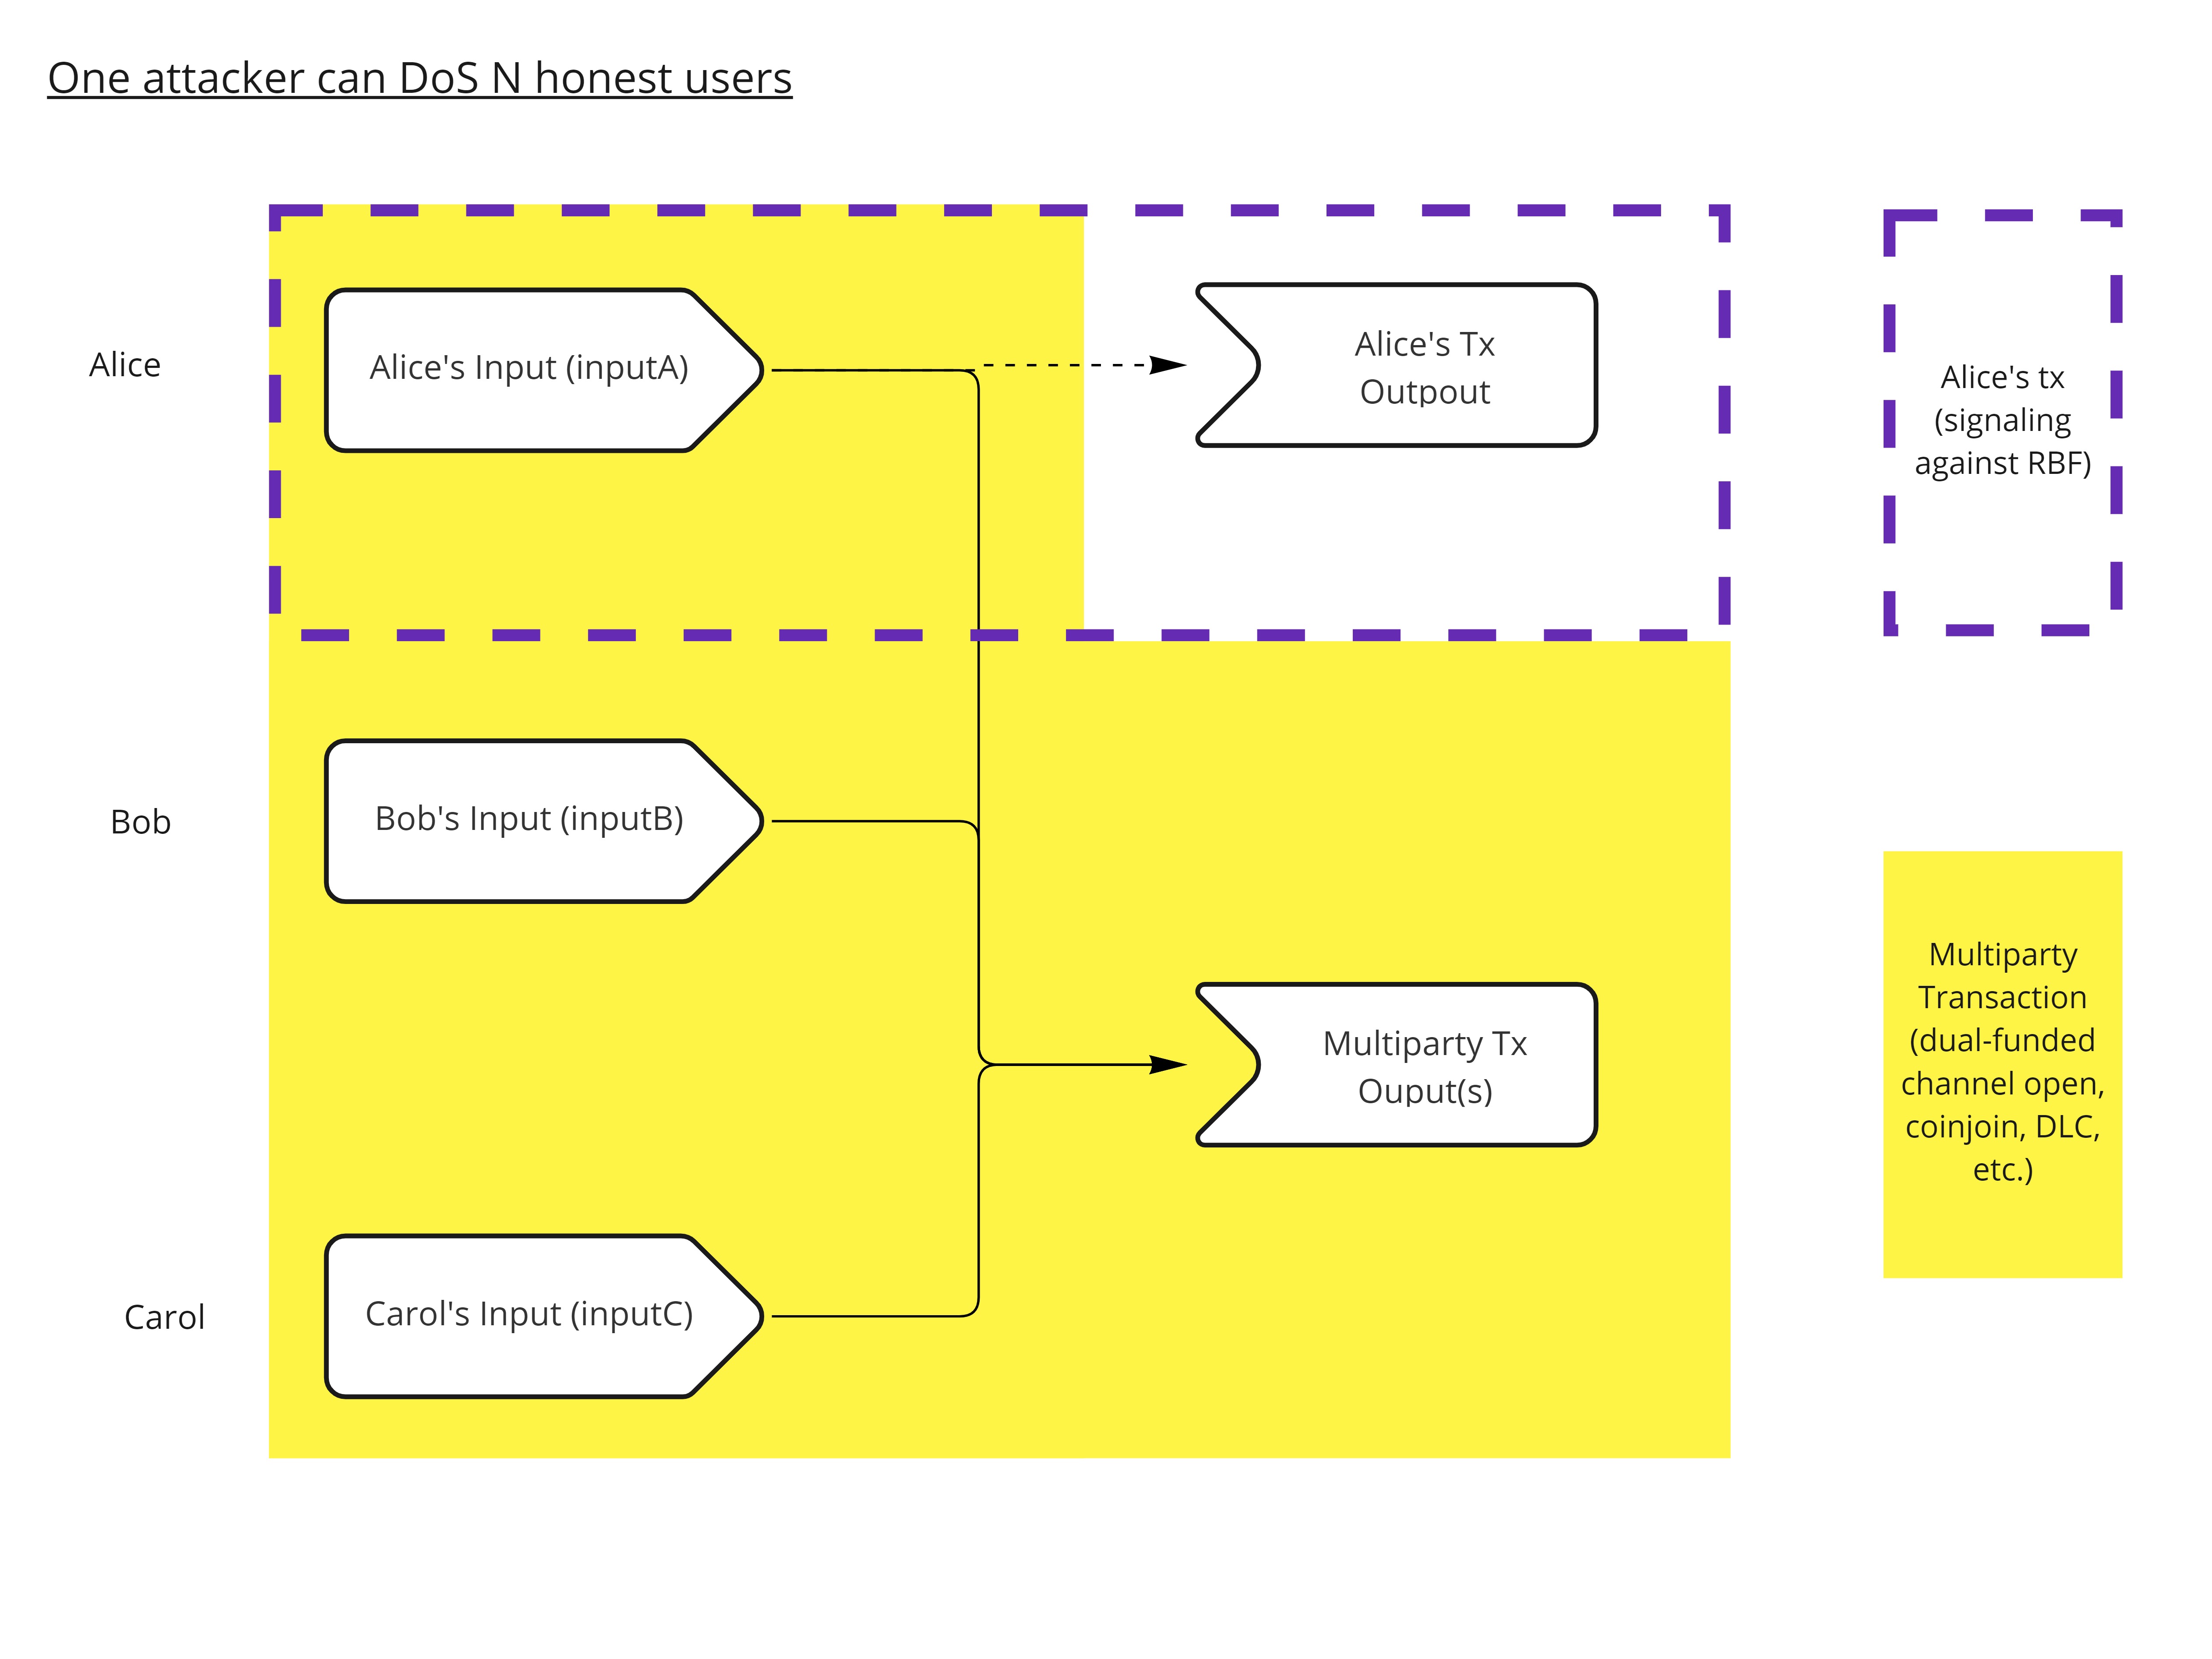 One attacker can DoS N honest users
Alice
Alice's Input (inputA)
Alice's Tx
Outpout
Alice's tx
(signaling
against RBF)
Bob
Bob's Input (inputB)
Multiparty Tx
Ouput(s)
Multiparty
Transaction
(dual-funded
channel open,
coinjoin, DLC,
etc.)
Carol
Carol's Input (inputC)